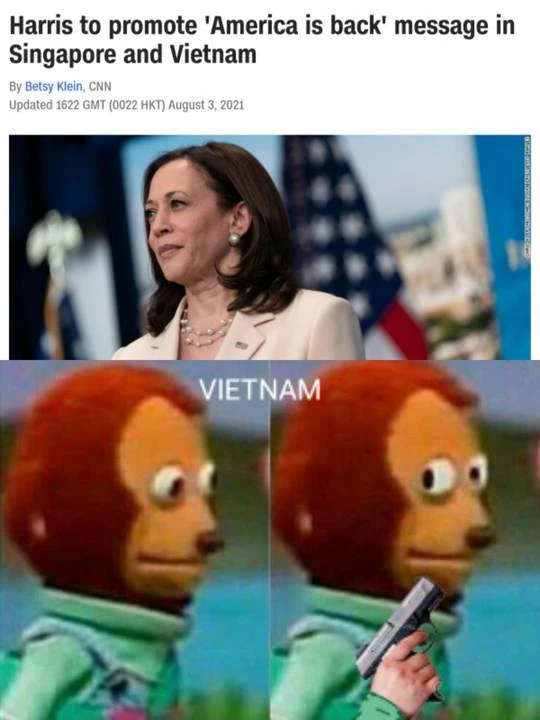 Harris to promote 'America is back' message in
Singapore and Vietnam
By Betsy Klein, CNN
Updated 1622 GMT (0022 HKT) August 3, 2021
VIETNAM